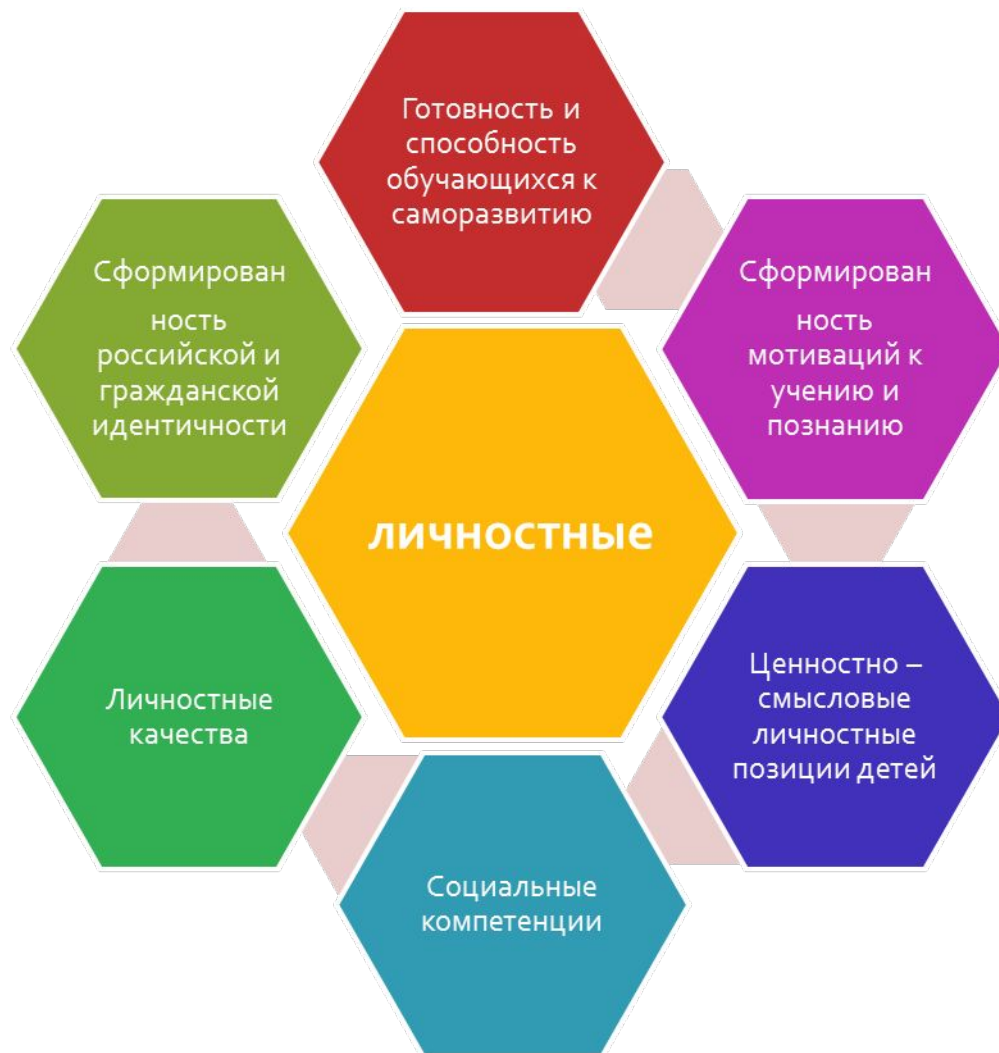 Готовность и
способность
обучающихся к
саморазвитию
Сформирован
ность
российской и
гражданской
идентичности
Сформирован
ность
мотиваций к
учению и
познанию
личностные
Личностные
качества
Ценностно –
смысловые
личностные
позиции детей
Социальные
компетенции